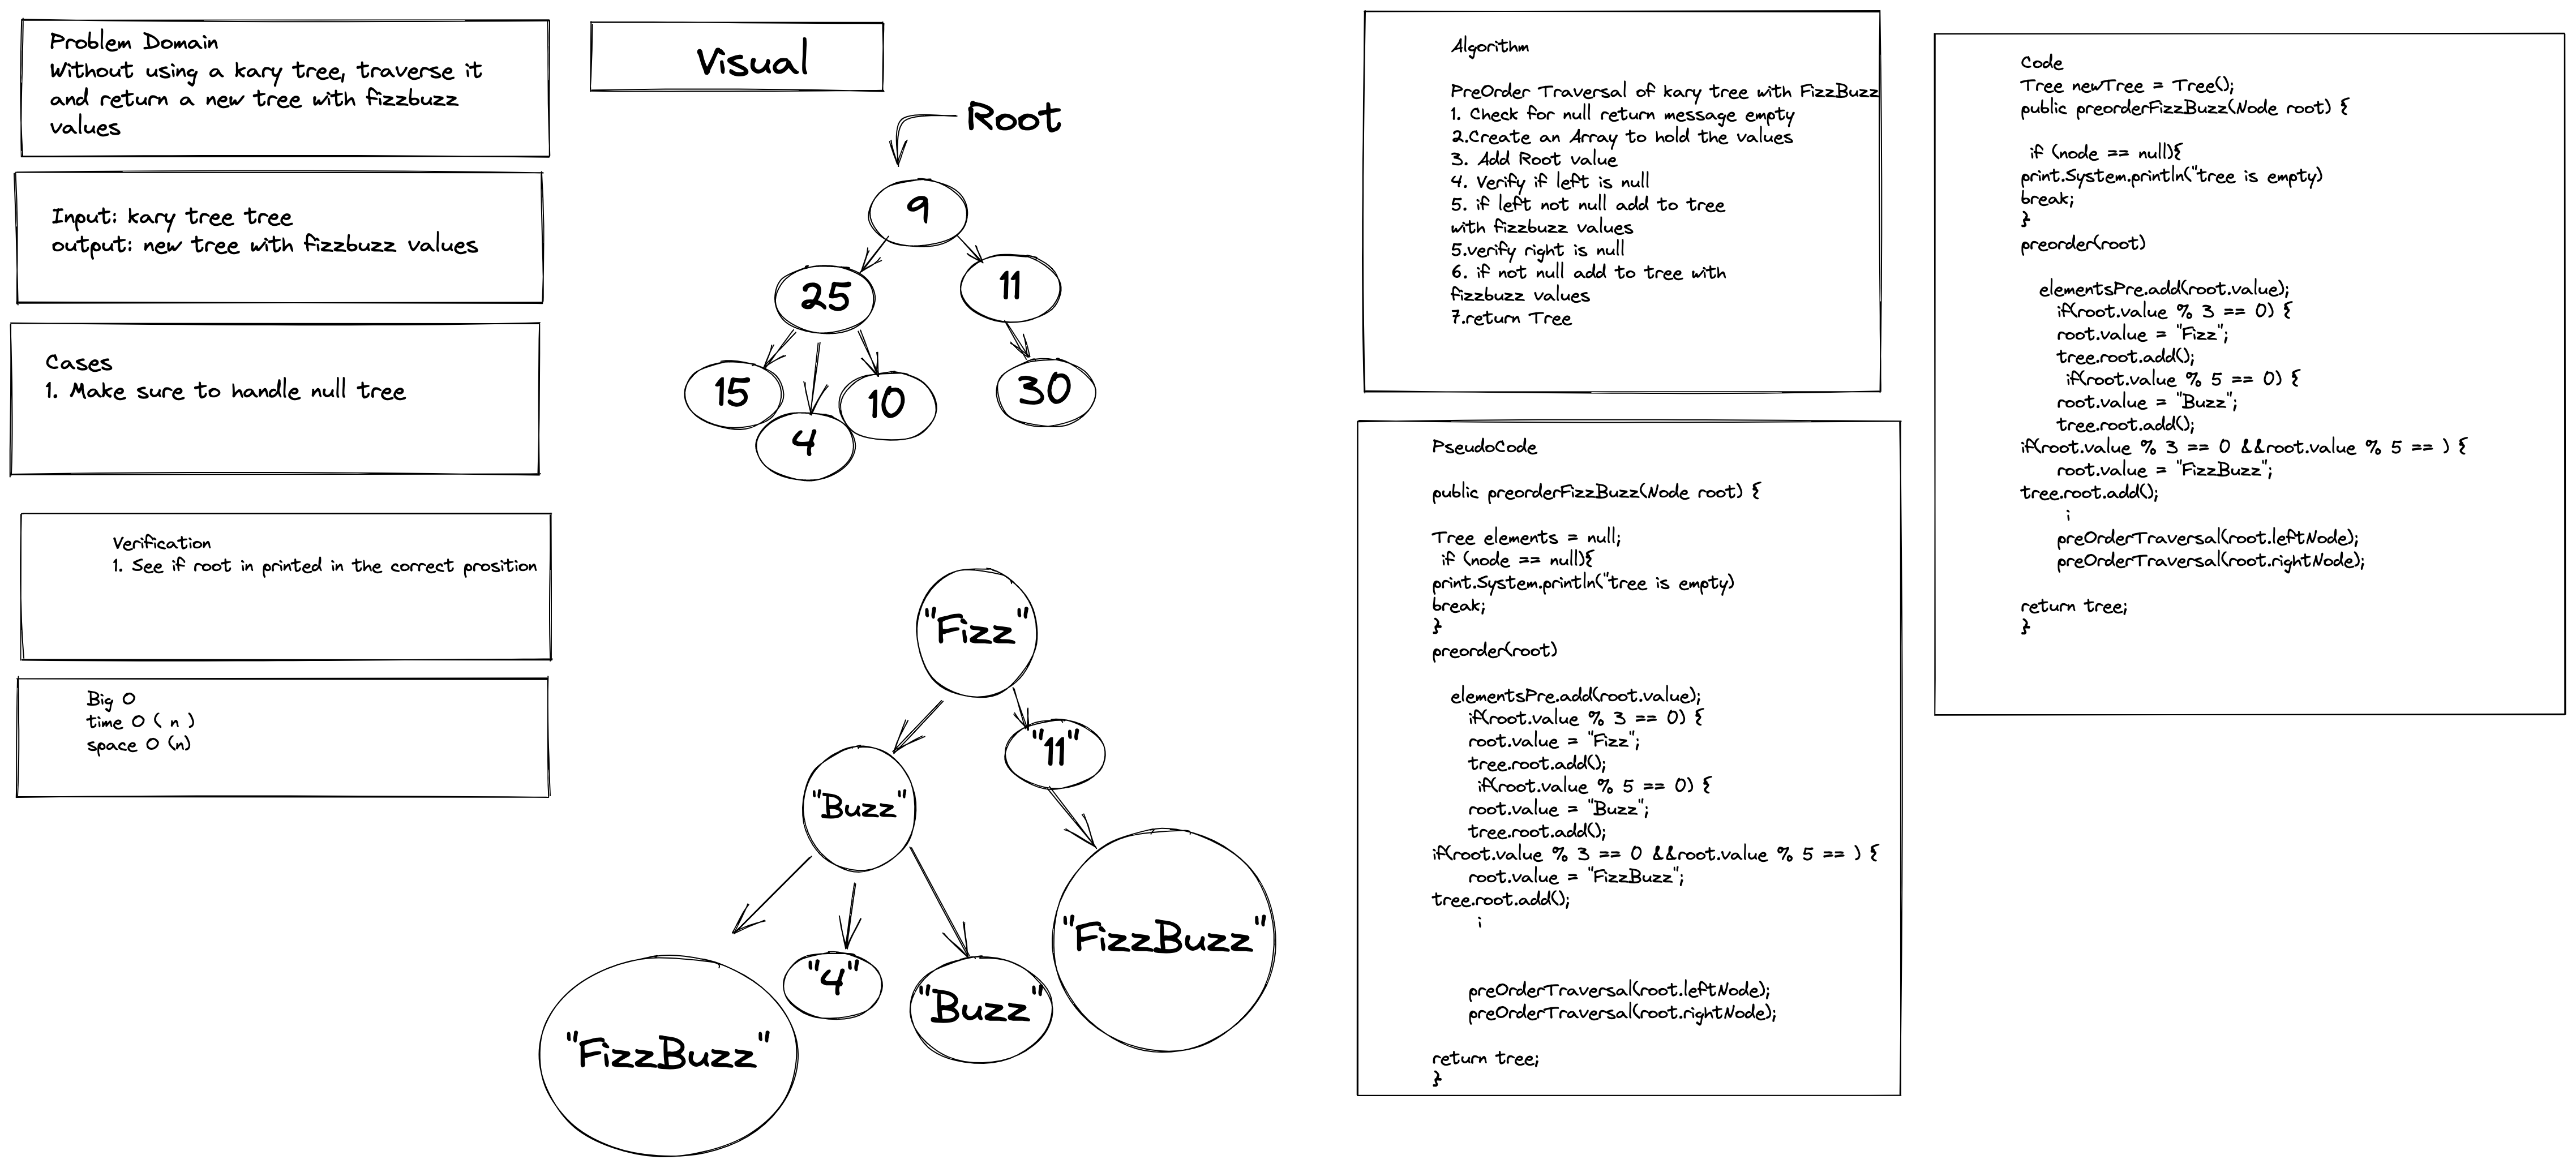 Problem Domain
Without using a kary tree, traverse it
and return a new tree with fizzbuzz
values
Input: kary tree tree
output: new tree with fizzbuzz values
Cases
1. Make sure to handle null tree
Verification
1. See if root in printed in the correct prosition
Big O
time O ( n )
space O (n)
Visual
Root
9
25
11
15
4
10
30
"Fizz"
"Buzz"
"11"
"FizzBuzz"
"4"
"Buzz"
"FizzBuzz"
Algorithm
PreOrder Traversal of kary tree with FizzBuzz
1. Check for null return message empty
2.Create an Array to hold the values
3. Add Root value
4. Verify if left is null
5. if left not null add to tree
with fizzbuzz values
5.verify right is null
6. if not null add to tree with
fizzbuzz values
7.return Tree
PseudoCode
public preorderFizzBuzz(Node root) {
Tree elements = null;
if (node == null){
print.System.println("tree is empty)
break;
}
preorder(root)
elementsPre.add(root.value);
if(root.value % 3 == 0) {
root.value = "Fizz";
tree.root.add();
if(root.value % 5 == 0) {
root.value = "Buzz";
tree.root.add();
if(root.value % 3 == 0 &&root.value % 5 == ) {
root.value = "FizzBuzz";
tree.root.add();
;
preOrderTraversal(root.leftNode);
preOrderTraversal(root.rightNode);
return tree;
}
Code
Tree newTree = Tree();
public preorderFizzBuzz(Node root) {
if (node == null){
print.System.println("tree is empty)
break;
}
preorder(root)
elementsPre.add(root.value);
if(root.value % 3 == 0) {
root.value = "Fizz";
tree.root.add();
if(root.value % 5 == 0) {
root.value = "Buzz";
tree.root.add();
if(root.value % 3 == 0 &&root.value % 5 == ) {
root.value = "FizzBuzz";
tree.root.add();
;
preOrderTraversal(root.leftNode);
preOrderTraversal(root.rightNode);
return tree;
}